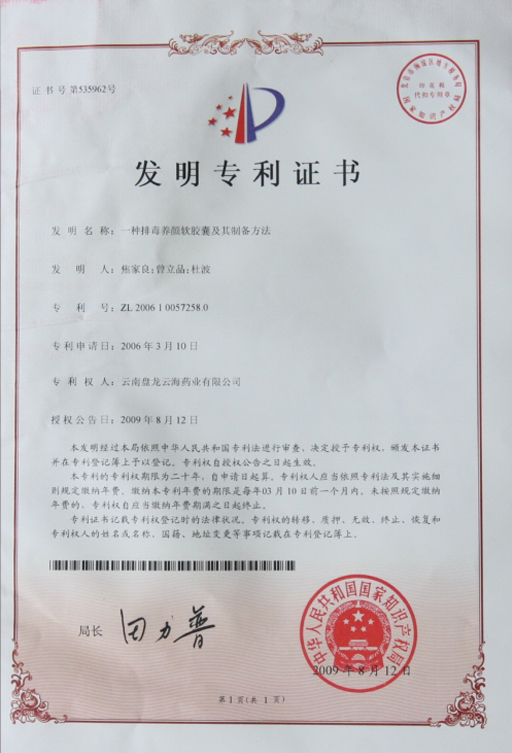 证书号第535962号
发明专利证书
发明名称：一种排毒养颜软胶囊及其制备方法
发明人：焦家良;曾立品;杜波
专利号：ZL 2006 1 0057258.0
专利申请日：2006年3月10日
专利权人：云南盘龙云海药业有限公司
授权公告日：2009年8月12日
本发明经过本局依照中华人民共和国专利法进行审查，决定授予专利权，颁发本证书
并在专利登记簿上予以登记。专利权自授权公告之日起生效。
本专利的专利权期限为二十年，自申请日起算。专利权人应当依照专利法及其实施细
则规定缴纳年费。缴纳本专利年费的期限是每年03月10日前一个月内。未按照规定缴纳
年费的，专利权自应当缴纳年费期满之日起终止。
专利证书记载专利权登记时的法律状况。专利权的转移、质押、无效、终止、恢复和
专利权人的姓名或名称、国籍、地址变更等事项记载在专利登记簿上。
局长
田力普
中华人民共和国国家知识产权局
2009年8月12日
第1页(共1页)